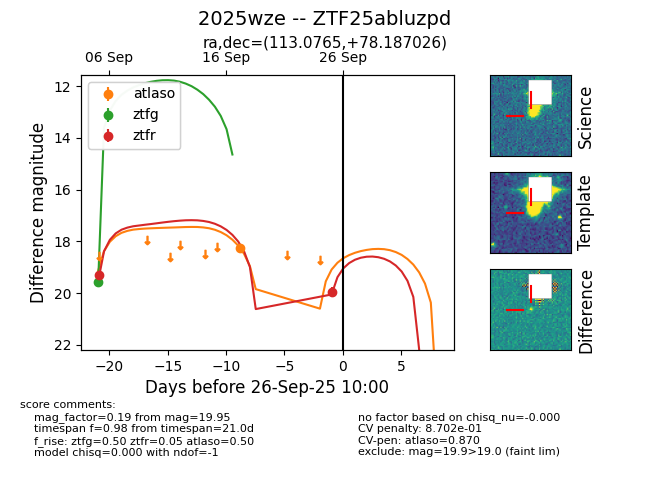 2025wze -- ZTF25abluzpd
ra,dec=(113.0765,+78.187026)
06 Sep
16 Sep
26 Sep
12
14
16
18
20
22
Difference magnitude
atlaso
ztfg
ztfr
−20
−15
−10
−5
0
5
Days before 26-Sep-25 10:00
Science
Template
Difference
score comments:
mag_factor=0.19 from mag=19.95
timespan f=0.98 from timespan=21.0d
f_rise: ztfg=0.50 ztfr=0.05 atlaso=0.50
model chisq=0.000 with ndof=-1
no factor based on chisq_nu=-0.000
CV penalty: 8.702e-01
CV-pen: atlaso=0.870
exclude: mag=19.9>19.0 (faint lim)